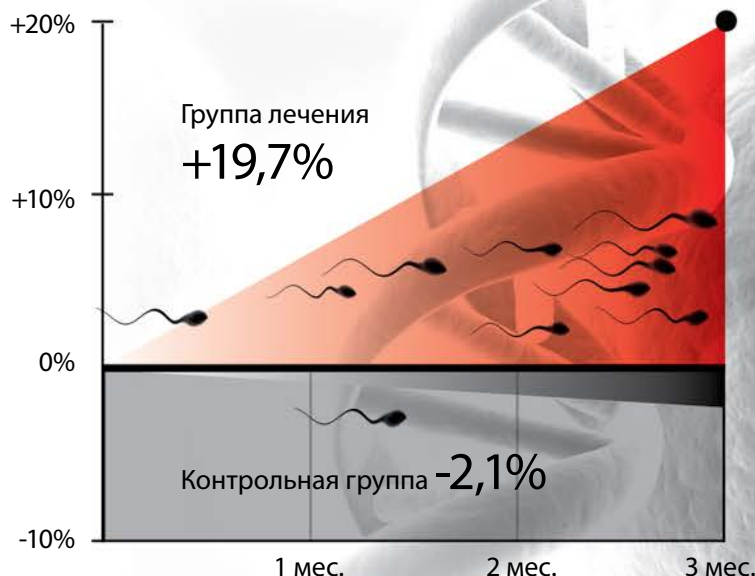 +20%
Группа лечения
+19,7%
+10%
0%
Контрольная группа -2,1%
-10%
1 мес.
2 мес.
3 мес.